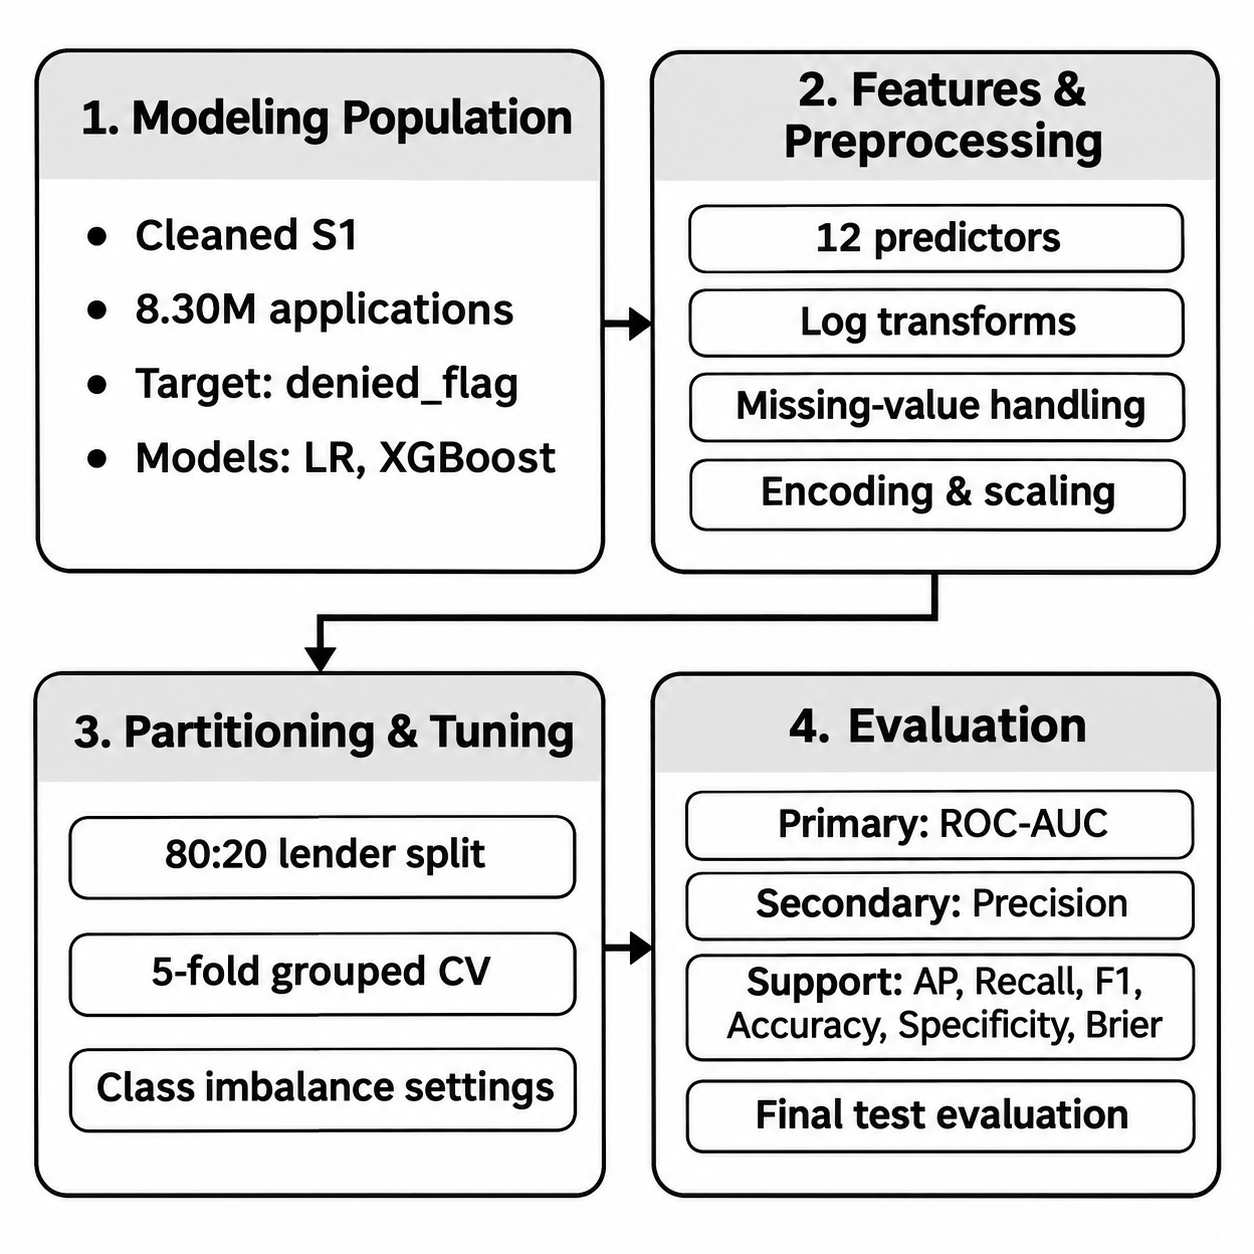 1. Modeling Population
● Cleaned S1
● 8.30M applications
● Target: denied_flag
● Models: LR, XGBoost
2. Features &
Preprocessing
12 predictors
Log transforms
Missing-value handling
Encoding & scaling
3. Partitioning & Tuning
80:20 lender split
5-fold grouped CV
Class imbalance settings
4. Evaluation
Primary: ROC-AUC
Secondary: Precision
Support: AP, Recall, F1,
Accuracy, Specificity, Brier
Final test evaluation